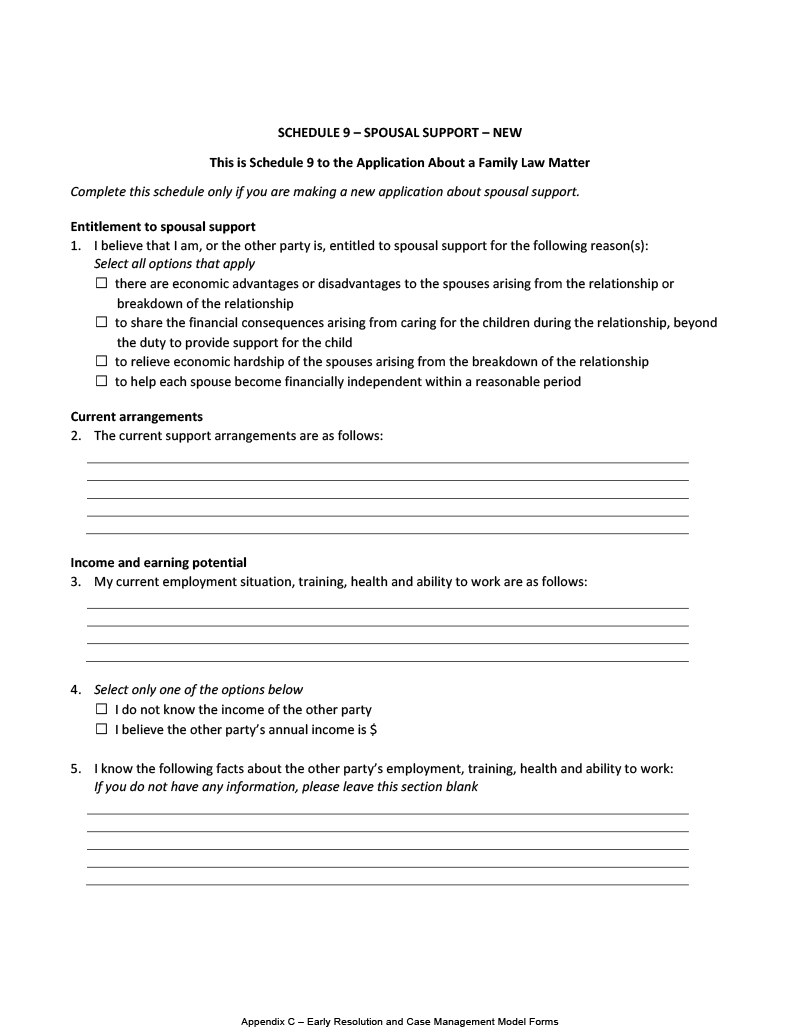 SCHEDULE 9 – SPOUSAL SUPPORT – NEW
This is Schedule 9 to the Application About a Family Law Matter
Complete this schedule only if you are making a new application about spousal support.
Entitlement to spousal support
1. I believe that I am, or the other party is, entitled to spousal support for the following reason(s):
Select all options that apply
☐ there are economic advantages or disadvantages to the spouses arising from the relationship or
breakdown of the relationship
☐ to share the financial consequences arising from caring for the children during the relationship, beyond
the duty to provide support for the child
☐ to relieve economic hardship of the spouses arising from the breakdown of the relationship
☐ to help each spouse become financially independent within a reasonable period
Current arrangements
2. The current support arrangements are as follows:
Income and earning potential
3. My current employment situation, training, health and ability to work are as follows:
4. Select only one of the options below
☐ I do not know the income of the other party
☐ I believe the other party’s annual income is $
5. I know the following facts about the other party’s employment, training, health and ability to work:
If you do not have any information, please leave this section blank
Appendix C – Early Resolution and Case Management Model Forms